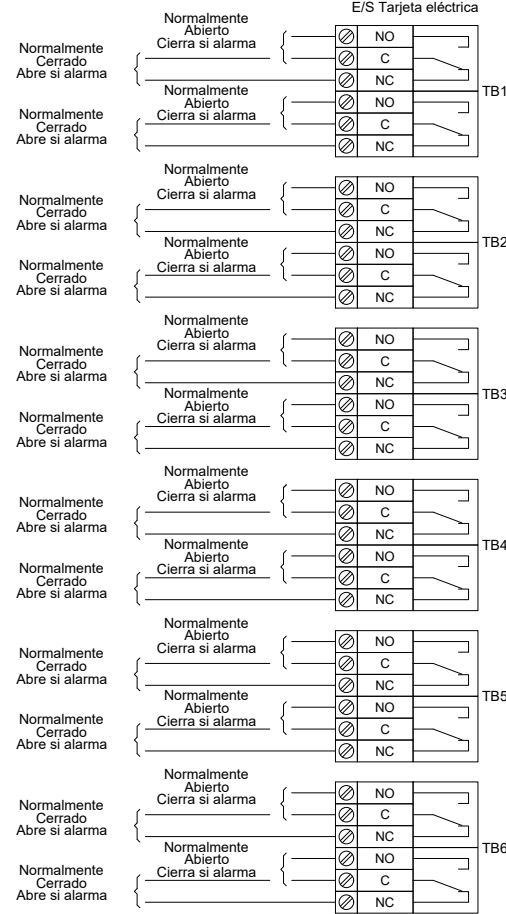 E/S Tarjeta eléctrica
Normalmente
Abierto
Cierra si alarma
Normalmente
Cerrado
Abre si alarma
NO
C
NC
TB1
Normalmente
Abierto
Cierra si alarma
Normalmente
Cerrado
Abre si alarma
NO
C
NC
Normalmente
Abierto
Cierra si alarma
Normalmente
Cerrado
Abre si alarma
NO
C
NC
TB2
Normalmente
Abierto
Cierra si alarma
Normalmente
Cerrado
Abre si alarma
NO
C
NC
Normalmente
Abierto
Cierra si alarma
Normalmente
Cerrado
Abre si alarma
NO
C
NC
TB3
Normalmente
Abierto
Cierra si alarma
Normalmente
Cerrado
Abre si alarma
NO
C
NC
Normalmente
Abierto
Cierra si alarma
Normalmente
Cerrado
Abre si alarma
NO
C
NC
TB4
Normalmente
Abierto
Cierra si alarma
Normalmente
Cerrado
Abre si alarma
NO
C
NC
Normalmente
Abierto
Cierra si alarma
Normalmente
Cerrado
Abre si alarma
NO
C
NC
TB5
Normalmente
Abierto
Cierra si alarma
Normalmente
Cerrado
Abre si alarma
NO
C
NC
Normalmente
Abierto
Cierra si alarma
Normalmente
Cerrado
Abre si alarma
NO
C
NC
TB6
Normalmente
Abierto
Cierra si alarma
Normalmente
Cerrado
Abre si alarma
NO
C
NC